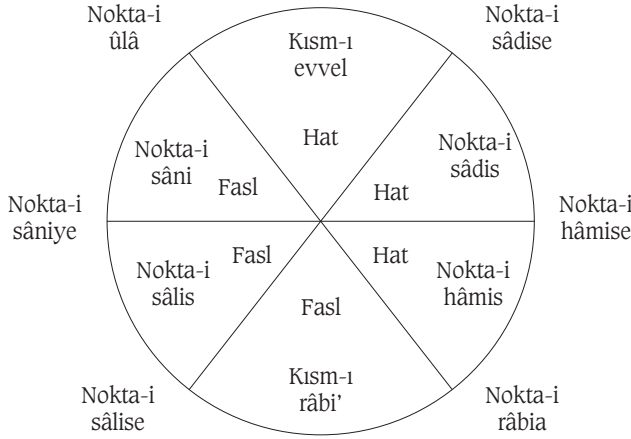 Nokta-i
ûlâ
Kısm-ı
evvel
Nokta-i
sâdise
Hat
Nokta-i
sâni
Fasl
Nokta-i
sâdis
Hat
Nokta-i
sâniye
Nokta-i
hâmise
Nokta-i
sâlis
Fasl
Hat
Nokta-i
hâmis
Fasl
Kısm-ı
râbi’
Nokta-i
sâlise
Nokta-i
râbia